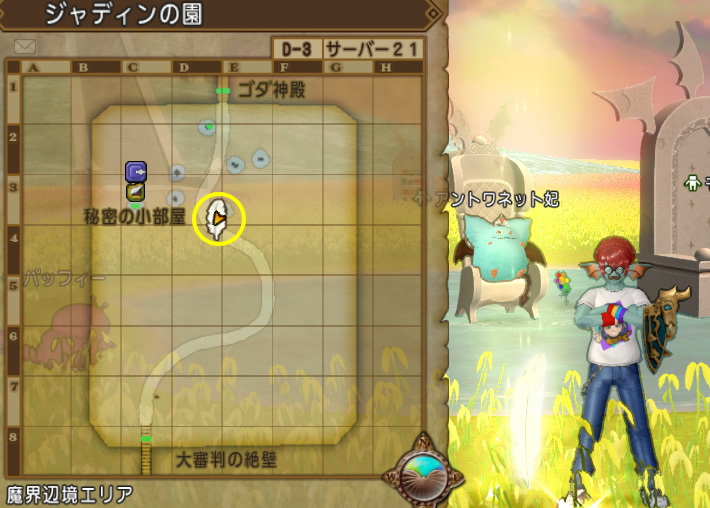 ジャディンの園
D-3 サーバー21
A B C D E F G H
1
ゴダ神殿
2
3
アントワネット妃
秘密の小部屋
4
5
パッフィー
6
7
8
大審判の絶壁
魔界辺境エリア